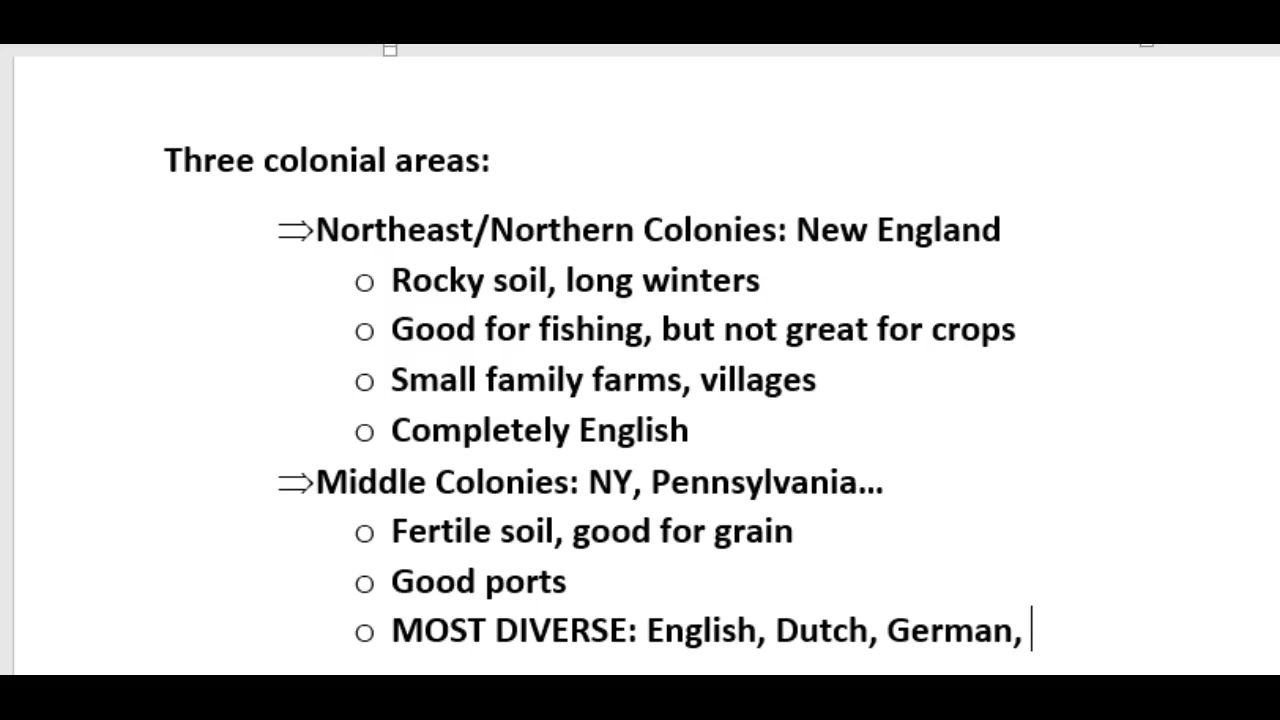 Three colonial areas:
⇒Northeast/Northern Colonies: New England
o Rocky soil, long winters
o Good for fishing, but not great for crops
o Small family farms, villages
o Completely English
⇒Middle Colonies: NY, Pennsylvania...
o Fertile soil, good for grain
o Good ports
o MOST DIVERSE: English, Dutch, German,